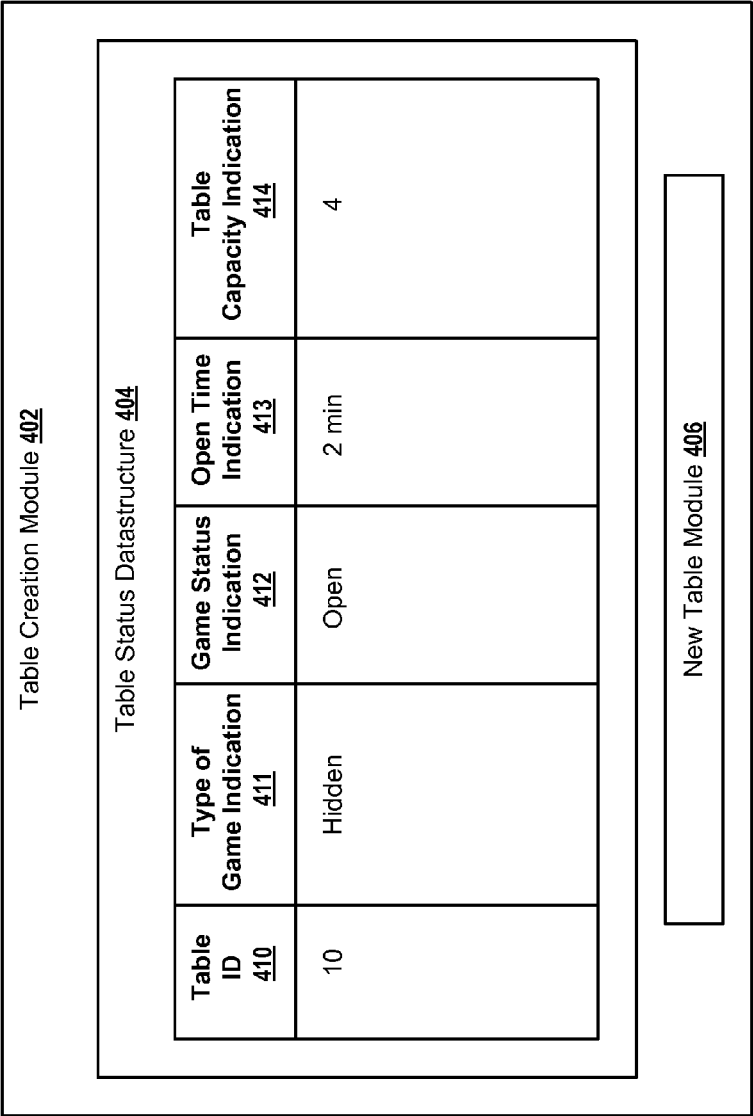 Table Creation Module 402
Table Status Datastructure 404
Table
ID
410
Type of
Game Indication
411
Game Status
Indication
412
Open Time
Indication
413
Table
Capacity Indication
414
10
Hidden
Open
2 min
4
New Table Module 406